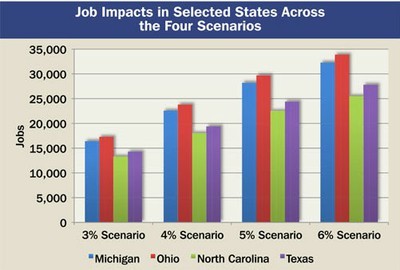 Job Impacts in Selected States Across
the Four Scenarios
35,000
30,000
25,000
20,000
15,000
10,000
5,000
0
Jobs
3% Scenario 4% Scenario 5% Scenario 6% Scenario
Michigan Ohio North Carolina Texas